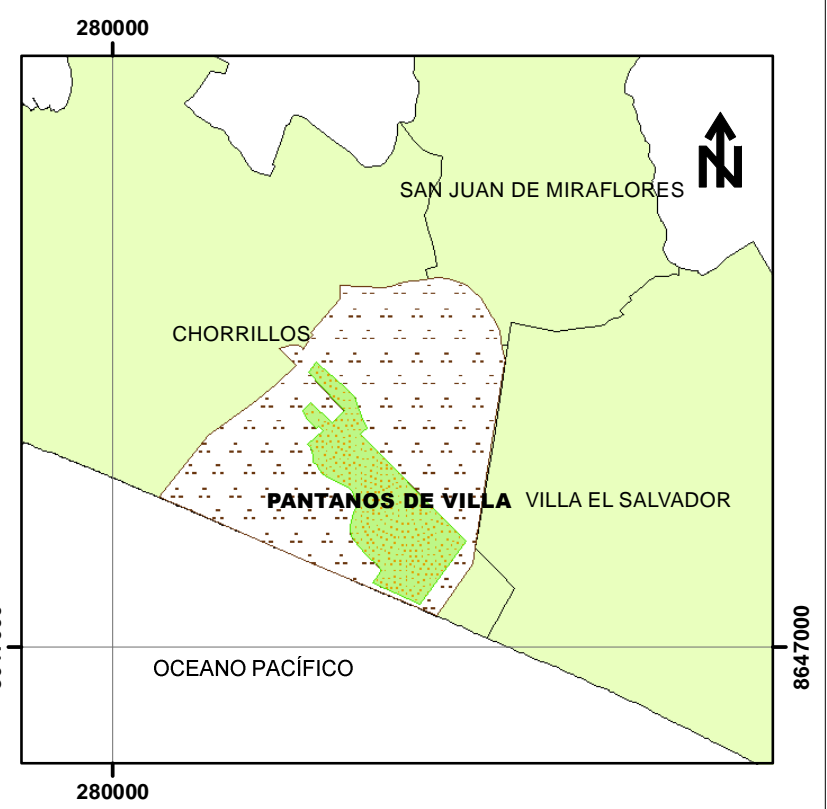 280000
N
SAN JUAN DE MIRAFLORES
CHORRILLOS
PANTANOS DE VILLA
VILLA EL SALVADOR
8647000
OCEANO PACÍFICO
280000